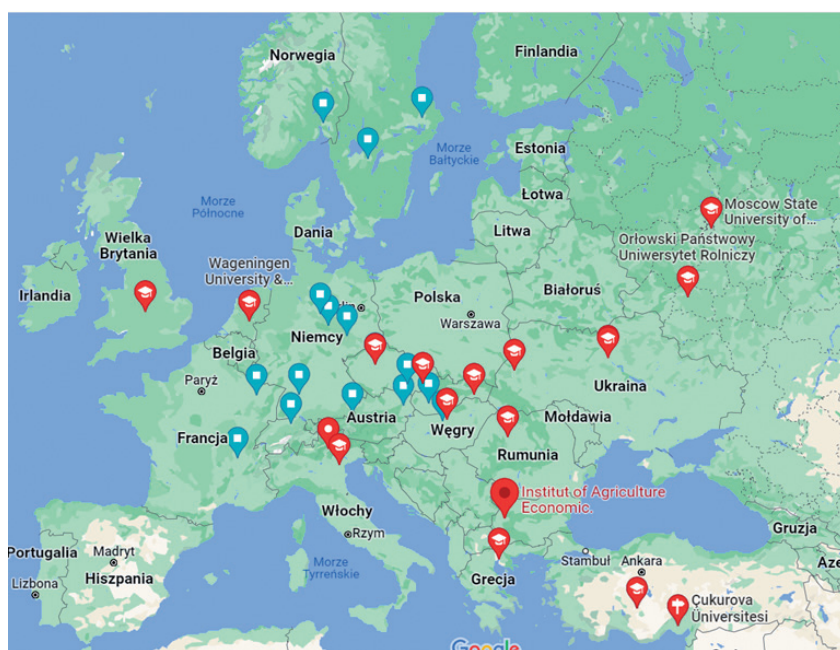 Norwegia
Finlandia
Morze
Bałtyckie
Estonia
Łotwa
Litwa
Moscow State
University of...
Orłowski Państwowy
Uniwersytet Rolniczy
Morze
Północne
Dania
Wielka
Brytania
Irlandia
Wageningen
University &...
Białoruś
Polska
Warszawa
Niemcy
Belgia
Paryż
Ukraina
Austria
Węgry
Mołdawia
Francja
Rumunia
Institut of Agriculture
Economic.
Włochy
Rzym
Gruzja
Portugalia
Madryt
Hiszpania
Lizbona
Morze
Tyrreńskie
Grecja
Stambuł
Ankara
Aze
Çukurova
Üniversitesi
Google